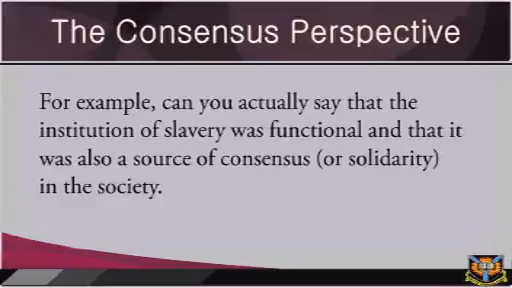 The Consensus Perspective
For example, can you actually say that the
institution of slavery was functional and that it
was also a source of consensus (or solidarity)
in the society.